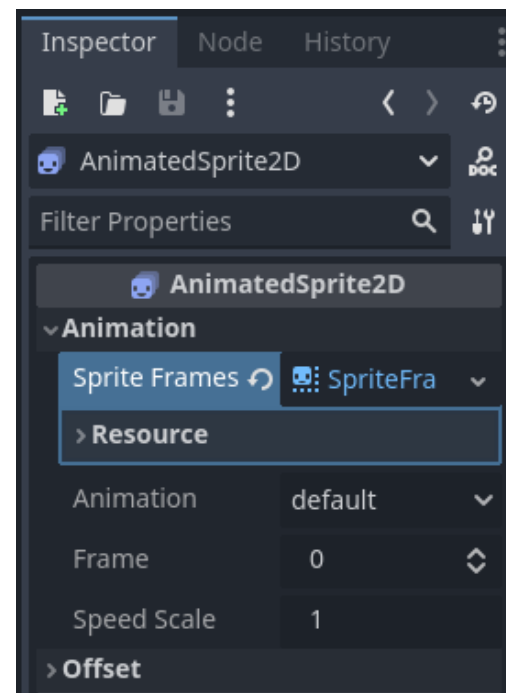 Inspector Node History
AnimatedSprite2D
DOC
Filter Properties
AnimatedSprite2D
Animation
Sprite Frames SpriteFra
Resource
Animation default
Frame 0
Speed Scale 1
Offset